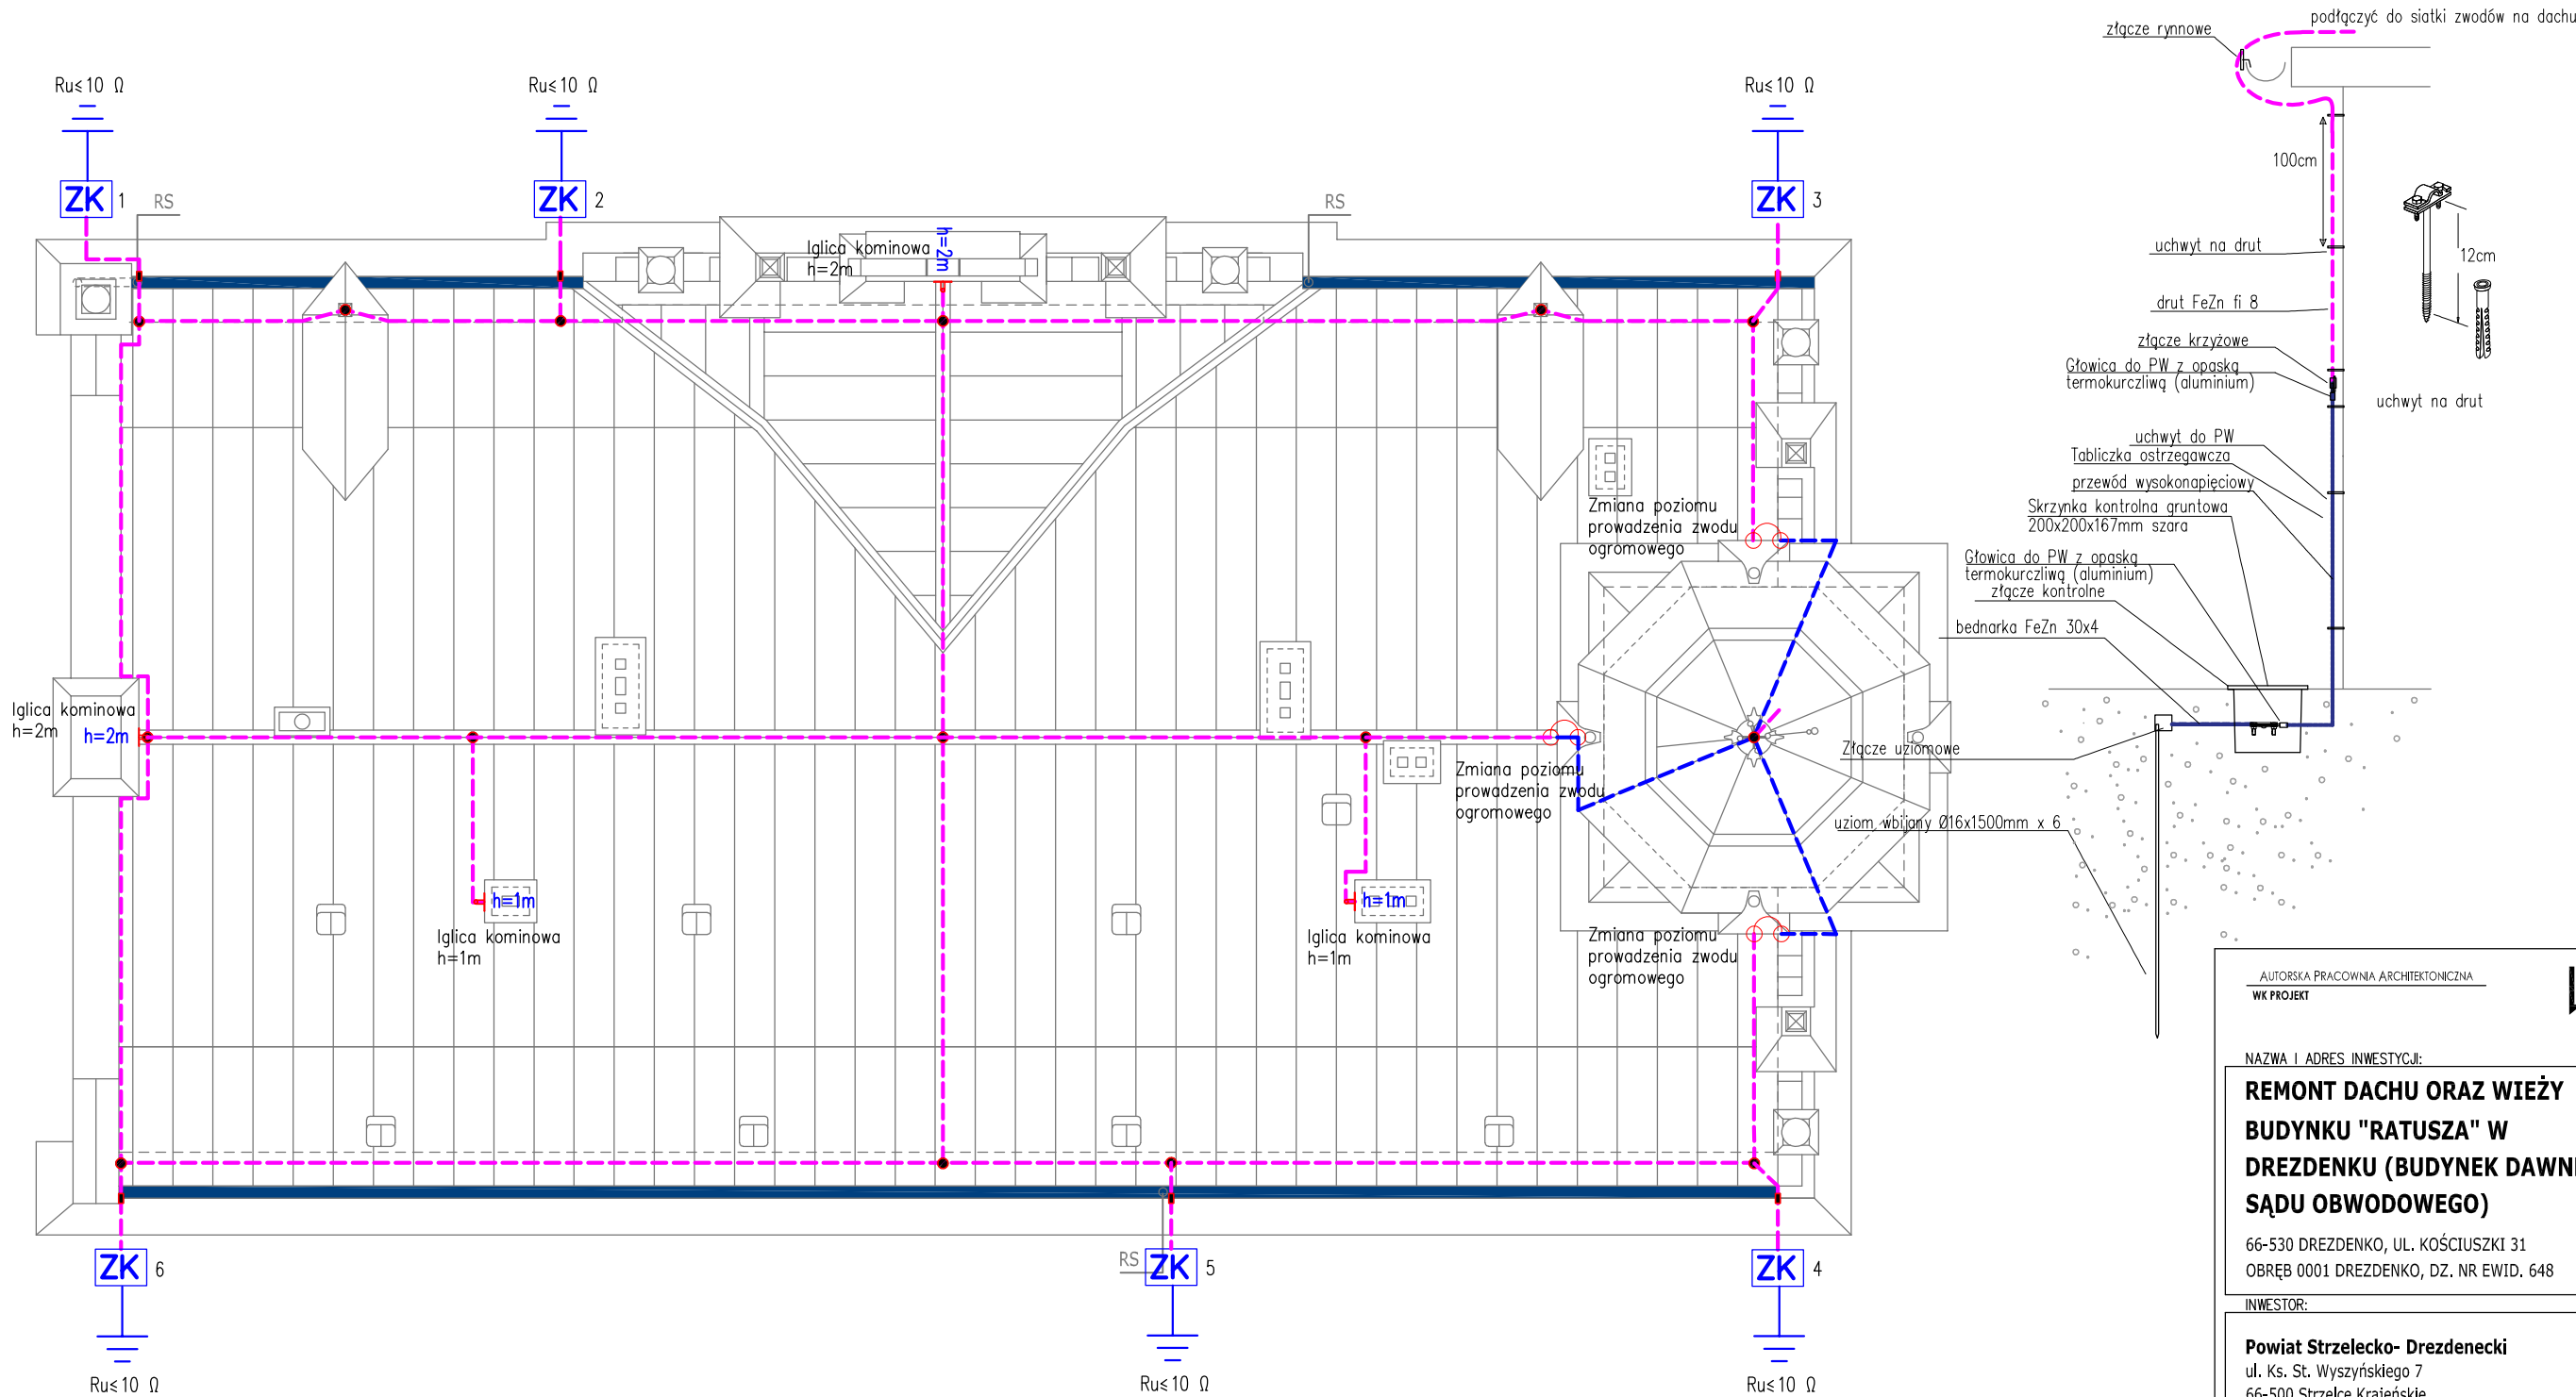 Ru≤10 Ω
Ru≤10 Ω
Ru≤10 Ω
ZK 1
RS
ZK 2
RS
ZK 3
Iglica kominowa
h=2m
h=2m
Zmiana poziomu
prowadzenia zwodu
ogromowego
Iglica kominowa
h=2m
h=2m
Zmiana poziomu
prowadzenia zwodu
ogromowego
h=1m
Iglica kominowa
h=1m
h=1m
Iglica kominowa
h=1m
Zmiana poziomu
prowadzenia zwodu
ogromowego
ZK 6
RS
ZK 5
ZK 4
Ru≤10 Ω
Ru≤10 Ω
Ru≤10 Ω
podłączyć do siatki zwodów na dachu
złącze rynnowe
100cm
12cm
uchwyt na drut
drut FeZn fi 8
złącze krzyżowe
Głowica do PW z opaską
termokurczliwą (aluminium)
uchwyt na drut
uchwyt do PW
Tabliczka ostrzegawcza
przewód wysokonapięciowy
Skrzynka kontrolna gruntowa
200x200x167mm szara
Głowica do PW z opaską
termokurczliwą (aluminium)
złącze kontrolne
bednarka FeZn 30x4
Złącze uziomowe
uziom wbijany Ø16x1500mm x 6
AUTORSKA PRACOWNIA ARCHITEKTONICZNA
WK PROJEKT
NAZWA I ADRES INWESTYCJI:
REMONT DACHU ORAZ WIEŻY
BUDYNKU "RATUSZA" W
DREZDENKU (BUDYNEK DAWN
SĄDU OBWODOWEGO)
66-530 DREZDENKO, UL. KOŚCIUSZKI 31
OBRĘB 0001 DREZDENKO, DZ. NR EWID. 648
INWESTOR:
Powiat Strzelecko- Drezdenecki
ul. Ks. St. Wyszyńskiego 7
66-500 Strzelce Krajeńskie